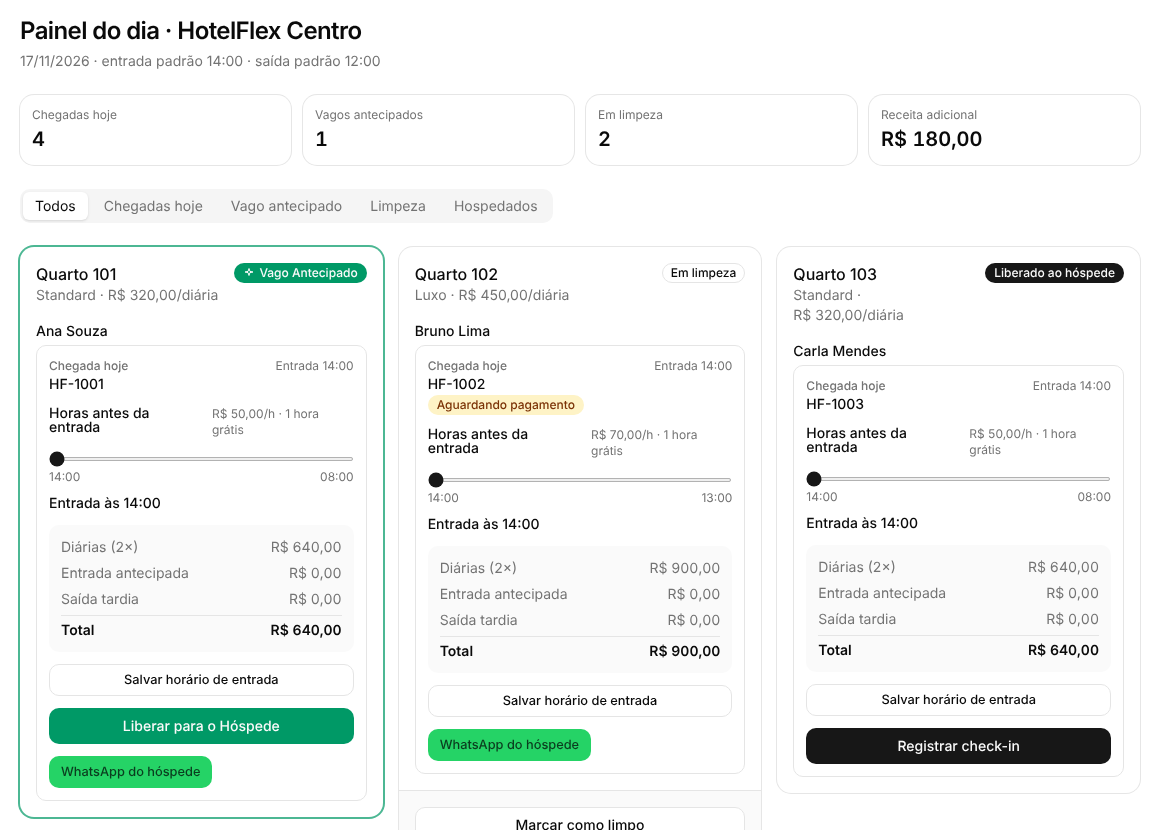 Painel do dia · HotelFlex Centro
17/11/2026 · entrada padrão 14:00 · saída padrão 12:00
Chegadas hoje
4
Vagos antecipados
1
Em limpeza
2
Receita adicional
R$ 180,00
Todos
Chegadas hoje
Vago antecipado
Limpeza
Hospedados
Quarto 101
Vago Antecipado
Standard · R$ 320,00/diária
Ana Souza
Chegada hoje
Entrada 14:00
HF-1001
Horas antes da
entrada
R$ 50,00/h · 1 hora
grátis
14:00
08:00
Entrada às 14:00
Diárias (2×) R$ 640,00
Entrada antecipada R$ 0,00
Saída tardia R$ 0,00
Total R$ 640,00
Salvar horário de entrada
Liberar para o Hóspede
WhatsApp do hóspede
Quarto 102
Em limpeza
Luxo · R$ 450,00/diária
Bruno Lima
Chegada hoje
Entrada 14:00
HF-1002
Aguardando pagamento
Horas antes da
entrada
R$ 70,00/h · 1 hora
grátis
14:00
13:00
Entrada às 14:00
Diárias (2×) R$ 900,00
Entrada antecipada R$ 0,00
Saída tardia R$ 0,00
Total R$ 900,00
Salvar horário de entrada
WhatsApp do hóspede
Marcar como limpo
Quarto 103
Liberado ao hóspede
Standard ·
R$ 320,00/diária
Carla Mendes
Chegada hoje
Entrada 14:00
HF-1003
Horas antes da
entrada
R$ 50,00/h · 1 hora
grátis
14:00
08:00
Entrada às 14:00
Diárias (2×) R$ 640,00
Entrada antecipada R$ 0,00
Saída tardia R$ 0,00
Total R$ 640,00
Salvar horário de entrada
Registrar check-in